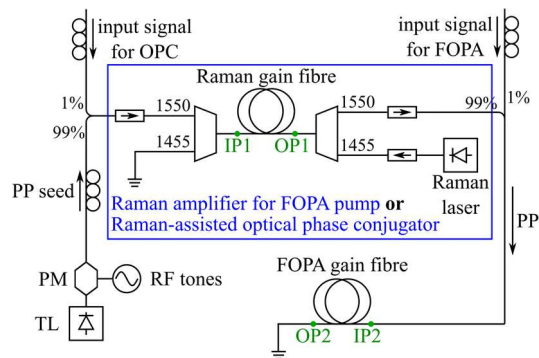 input signal
for OPC
input signal
for FOPA
Raman gain fibre
1%
1550
1550
99%
1%
99%
1455
IP1
OP1
1455
PP seed
Raman
laser
Raman amplifier for FOPA pump or
Raman-assisted optical phase conjugator
PP
PM
RF tones
FOPA gain fibre
TL
OP2
IP2